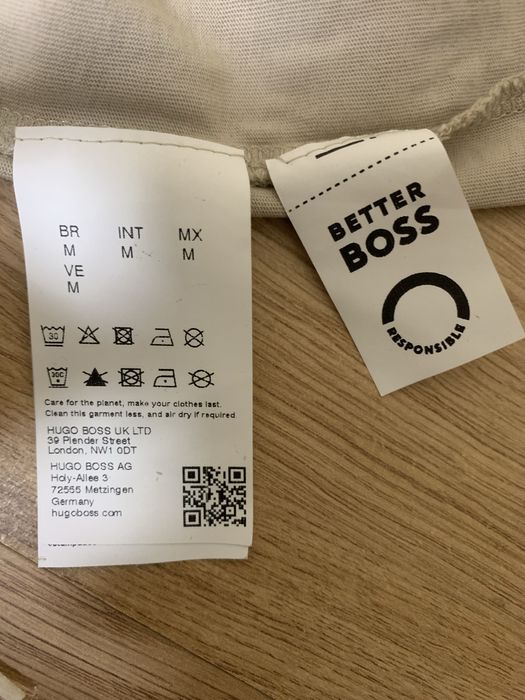 BR INT MX
M M M
VE
M
30
30C
Care for the planet, make your clothes last.
Clean this garment less, and air dry if required.
HUGO BOSS UK LTD
39 Plender Street
London, NW1 0DT
HUGO BOSS AG
Holy-Allee 3
72555 Metzingen
Germany
hugoboss.com
BETTER
BOSS
RESPONSIBLE